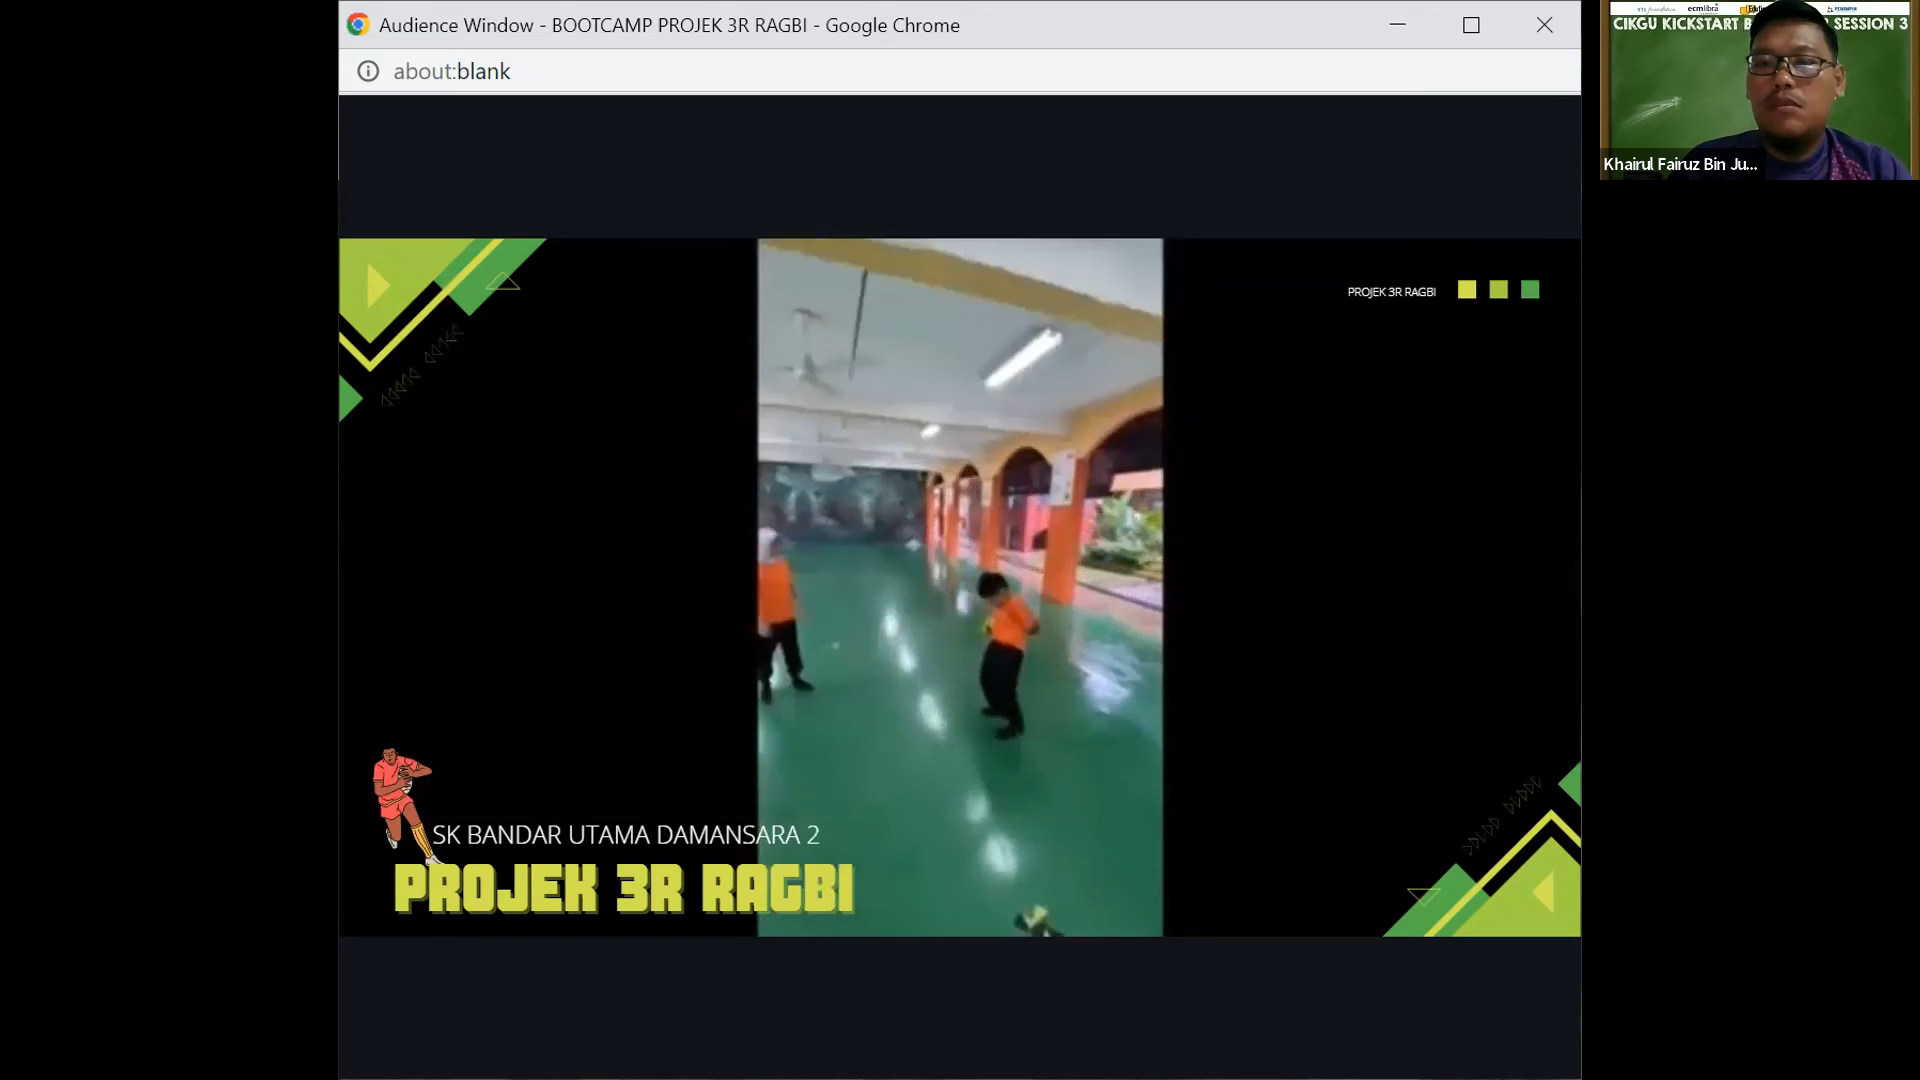 Audience Window - BOOTCAMP PROJEK 3R RAGBI - Google Chrome
about:blank
PROJEK 3R RAGBI
SK BANDAR UTAMA DAMANSARA 2
PROJEK 3R RAGBI
ecmlibra
CIKGU KICKSTART B
SESSION 3
Khairul Fairuz Bin Ju...